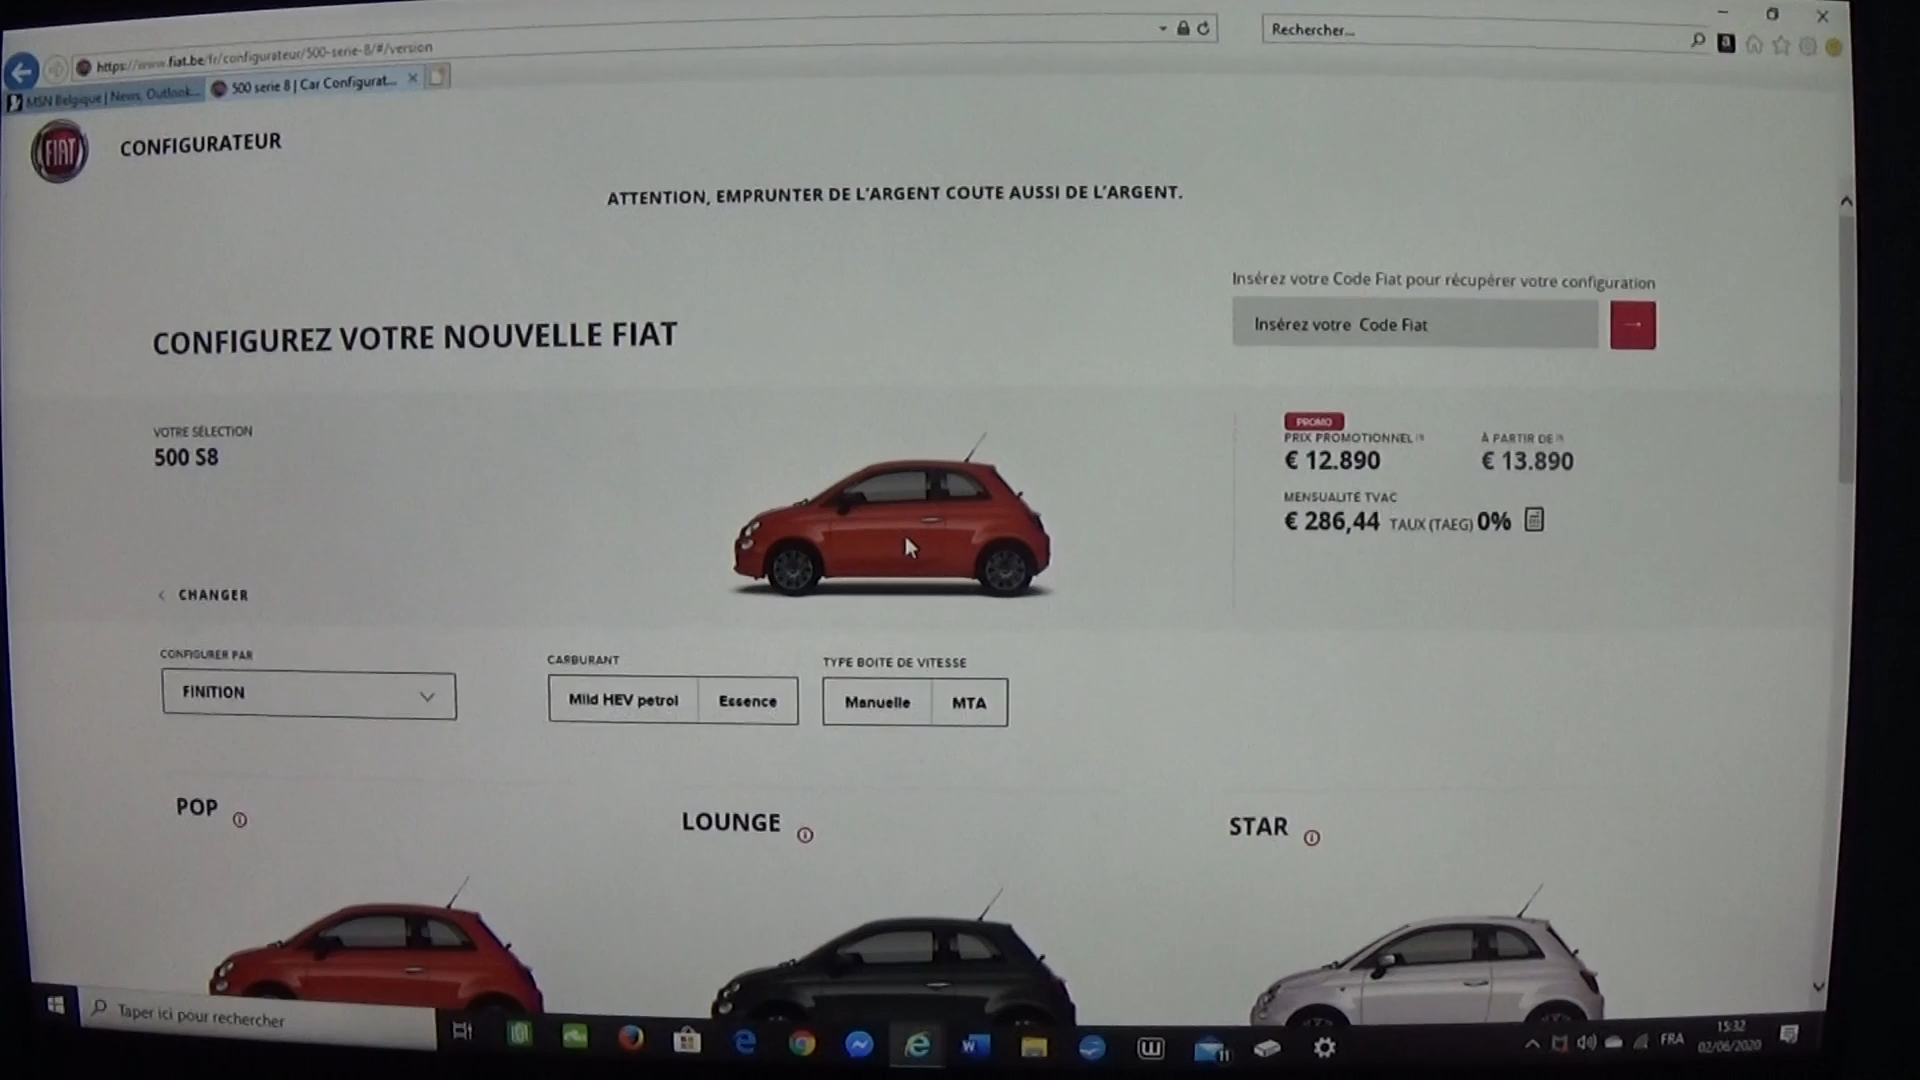 https://www.fiat.be/fr/configurateur/500-serie-8/#/version
Rechercher...
MSN Belgique | News, Outlook...
500 serie 8 | Car Configurat...
FIAT
CONFIGURATEUR
ATTENTION, EMPRUNTER DE L'ARGENT COUTE AUSSI DE L'ARGENT.
Insérez votre Code Fiat pour récupérer votre configuration
Insérez votre Code Fiat
CONFIGUREZ VOTRE NOUVELLE FIAT
VOTRE SÉLECTION
500 S8
PROMO
PRIX PROMOTIONNEL
À PARTIR DE
€ 12.890
€ 13.890
MENSUALITÉ TVAC
€ 286,44 TAUX (TAEG) 0%
CHANGER
CONFIGURER PAR
CARBURANT
TYPE BOITE DE VITESSE
FINITION
Mild HEV petrol
Essence
Manuelle
MTA
POP
LOUNGE
STAR
Taper ici pour rechercher
11
FRA
15:32
02/06/2020